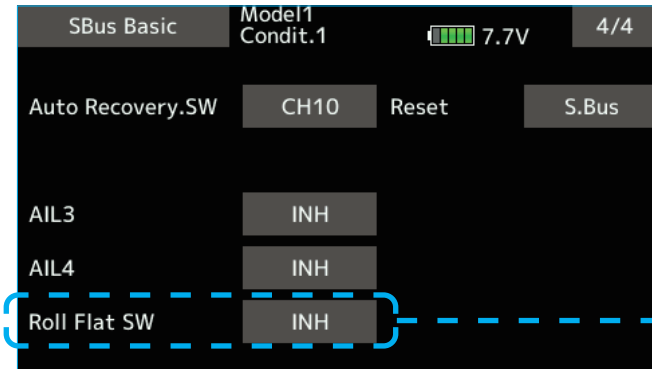 SBus Basic
Model1
Condit.1
7.7V
4/4
Auto Recovery.SW CH10 Reset S.Bus
AIL3 INH
AIL4 INH
Roll Flat SW INH